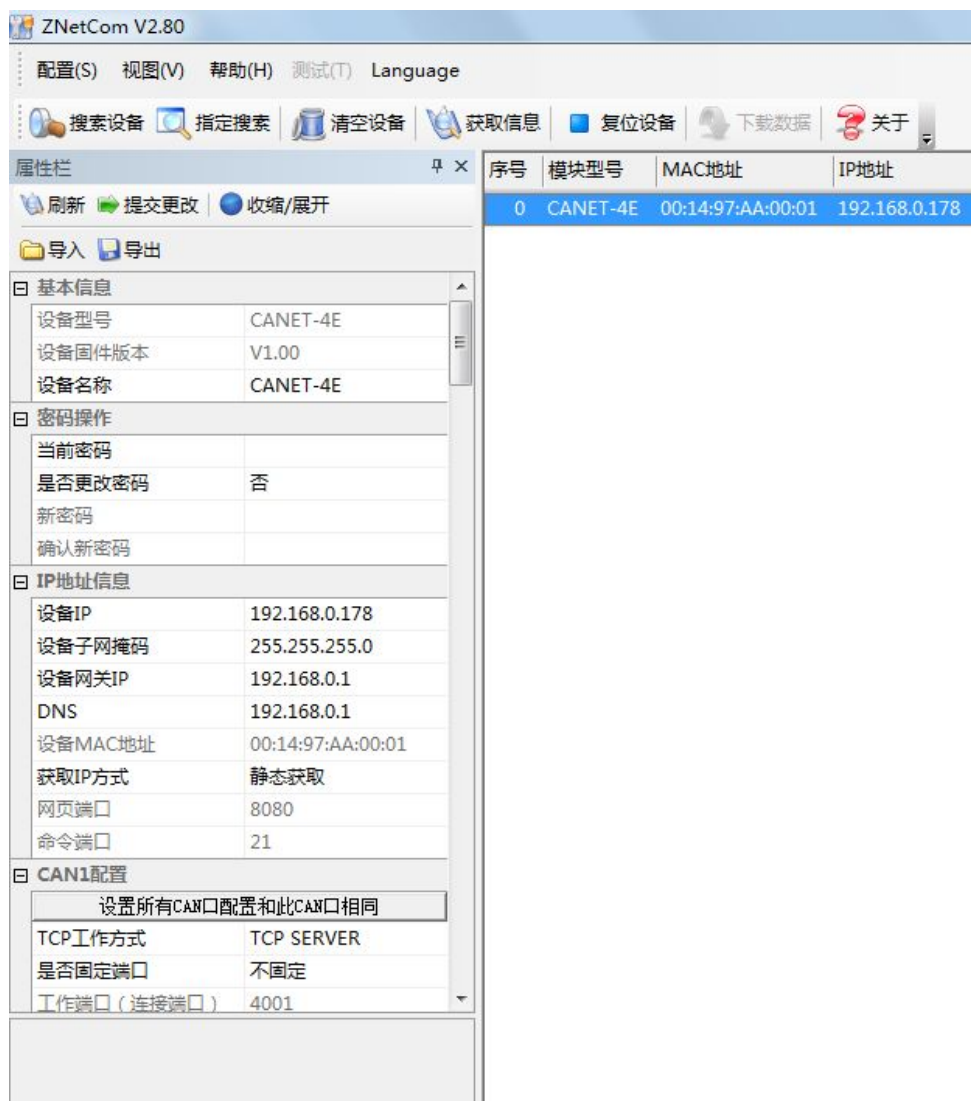 ZNetCom V2.80
配置(S) 视图(V) 帮助(H) 测试(T) Language
搜索设备 指定搜索 清空设备 获取信息 复位设备 下载数据 关于
属性栏
刷新 提交更改 收缩/展开
导入 导出
基本信息
设备型号 CANET-4E
设备固件版本 V1.00
设备名称 CANET-4E
密码操作
当前密码
是否更改密码 否
新密码
确认新密码
IP地址信息
设备IP 192.168.0.178
设备子网掩码 255.255.255.0
设备网关IP 192.168.0.1
DNS 192.168.0.1
设备MAC地址 00:14:97:AA:00:01
获取IP方式 静态获取
网页端口 8080
命令端口 21
CAN1配置
设置所有CAN口配置和此CAN口相同
TCP工作方式 TCP SERVER
是否固定端口 不固定
工作端口（连接端口） 4001
序号 模块型号 MAC地址 IP地址
0 CANET-4E 00:14:97:AA:00:01 192.168.0.178